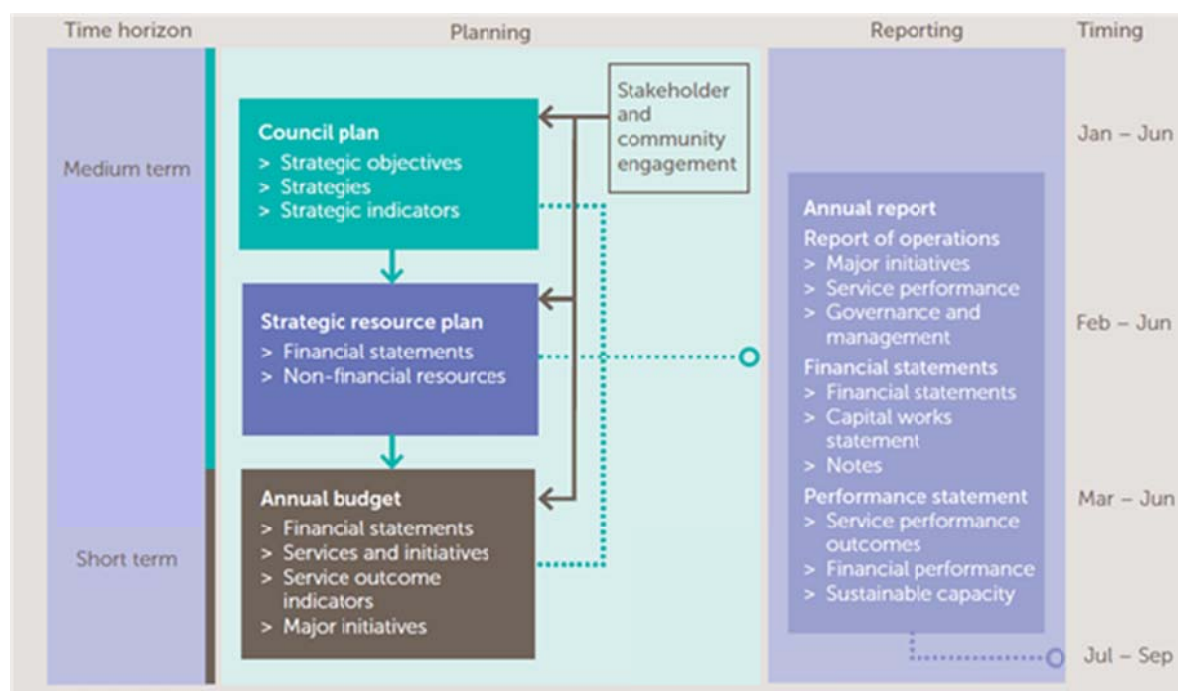 Time horizon
Planning
Reporting
Timing
Medium term
Short term
Council plan
> Strategic objectives
> Strategies
> Strategic indicators
Strategic resource plan
> Financial statements
> Non-financial resources
Annual budget
> Financial statements
> Services and initiatives
> Service outcome
indicators
> Major initiatives
Stakeholder
and
community
engagement
Annual report
Report of operations
> Major initiatives
> Service performance
> Governance and
management
Financial statements
> Financial statements
> Capital works
statement
> Notes
Performance statement
> Service performance
outcomes
> Financial performance
> Sustainable capacity
Jan – Jun
Feb – Jun
Mar – Jun
Jul – Sep